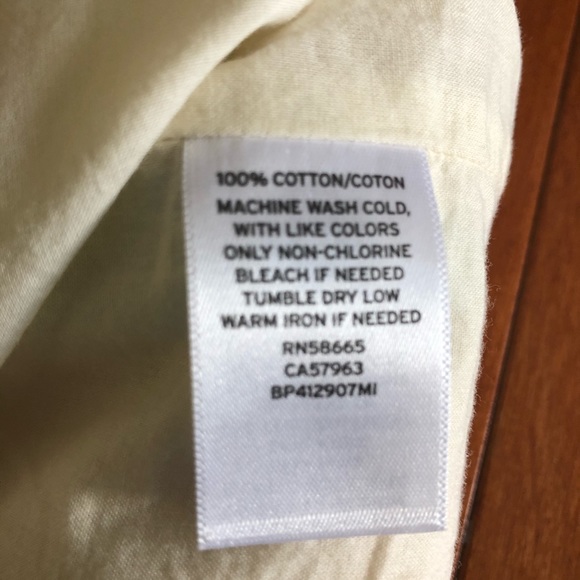 100% COTTON/COTON
MACHINE WASH COLD,
WITH LIKE COLORS
ONLY NON-CHLORINE
BLEACH IF NEEDED
TUMBLE DRY LOW
WARM IRON IF NEEDED
RN58665
CA57963
BP412907MI